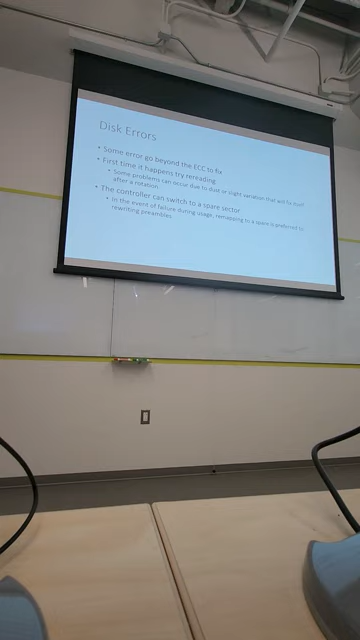 Disk Errors
• Some error go beyond the ECC to fix
• First time it happens try rereading
• Some problems can occur due to dust or slight variation that will fix itself
after a rotation
• The controller can switch to a spare sector
• In the event of failure during usage, remapping to a spare transferred to
rewriting preambles